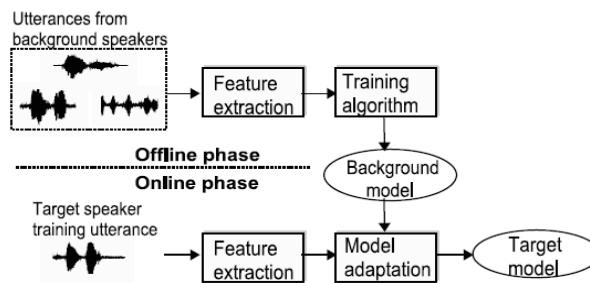 Utterances from
background speakers
Feature
extraction
Training
algorithm
Offline phase
Online phase
Background
model
Target speaker
training utterance
Feature
extraction
Model
adaptation
Target
model